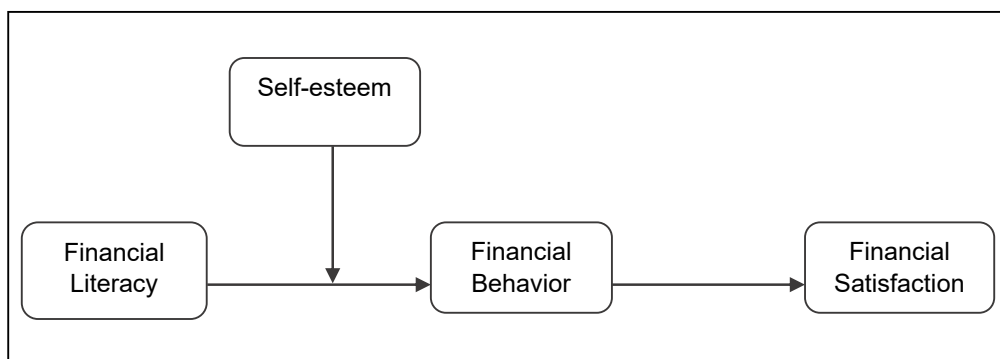 Self-esteem
Financial
Literacy
Financial
Behavior
Financial
Satisfaction